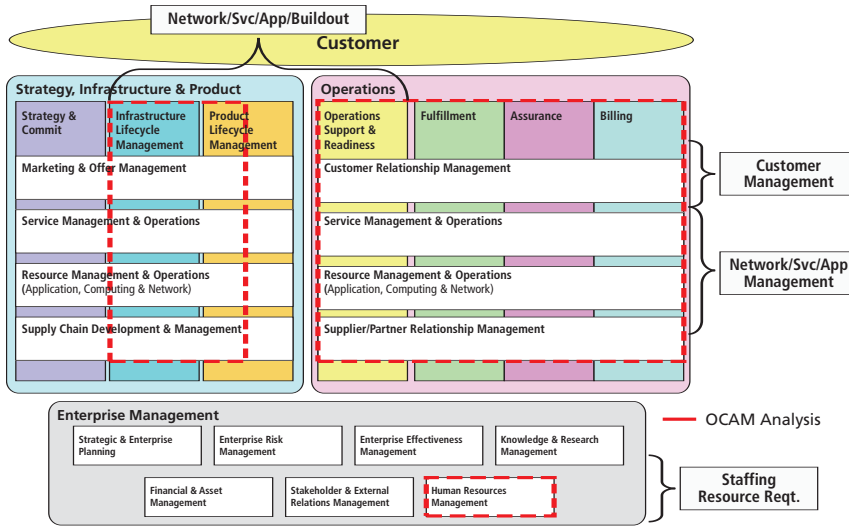 Network/Svc/App/Buildout
Customer
Strategy, Infrastructure & Product
Operations
Strategy &
Commit
Infrastructure
Lifecycle
Management
Product
Lifecycle
Management
Operations
Support &
Readiness
Fulfillment
Assurance
Billing
Marketing & Offer Management
Customer Relationship Management
Customer
Management
Service Management & Operations
Service Management & Operations
Network/Svc/App
Management
Resource Management & Operations
(Application, Computing & Network)
Resource Management & Operations
(Application, Computing & Network)
Supply Chain Development & Management
Supplier/Partner Relationship Management
Enterprise Management
OCAM Analysis
Strategic & Enterprise
Planning
Enterprise Risk
Management
Enterprise Effectiveness
Management
Knowledge & Research
Management
Financial & Asset
Management
Stakeholder & External
Relations Management
Human Resources
Management
Staffing
Resource Reqt.